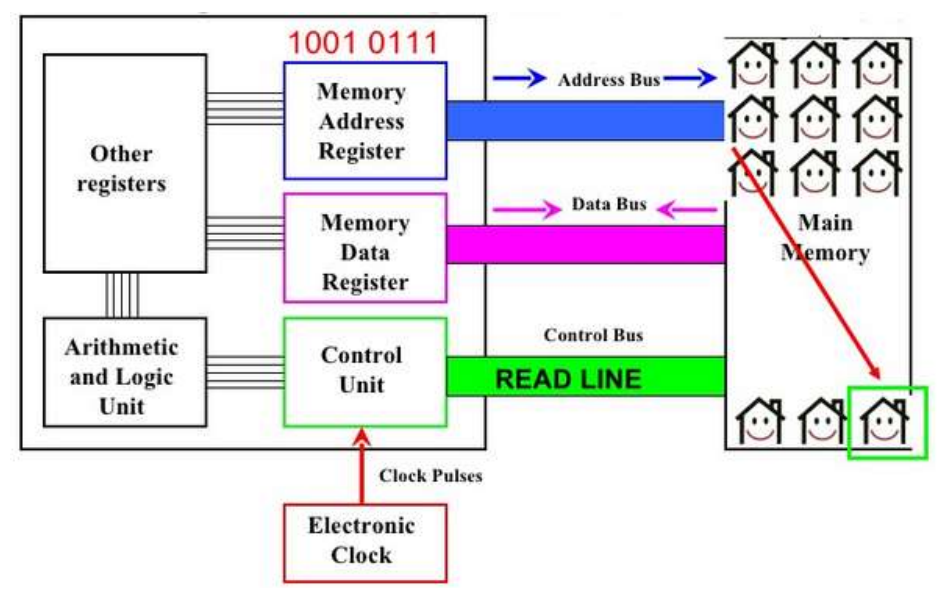 1001 0111
Memory
Address
Register
Address Bus
Other
registers
Memory
Data
Register
Data Bus
Main
Memory
Arithmetic
and Logic
Unit
Control
Unit
Control Bus
READ LINE
Clock Pulses
Electronic
Clock